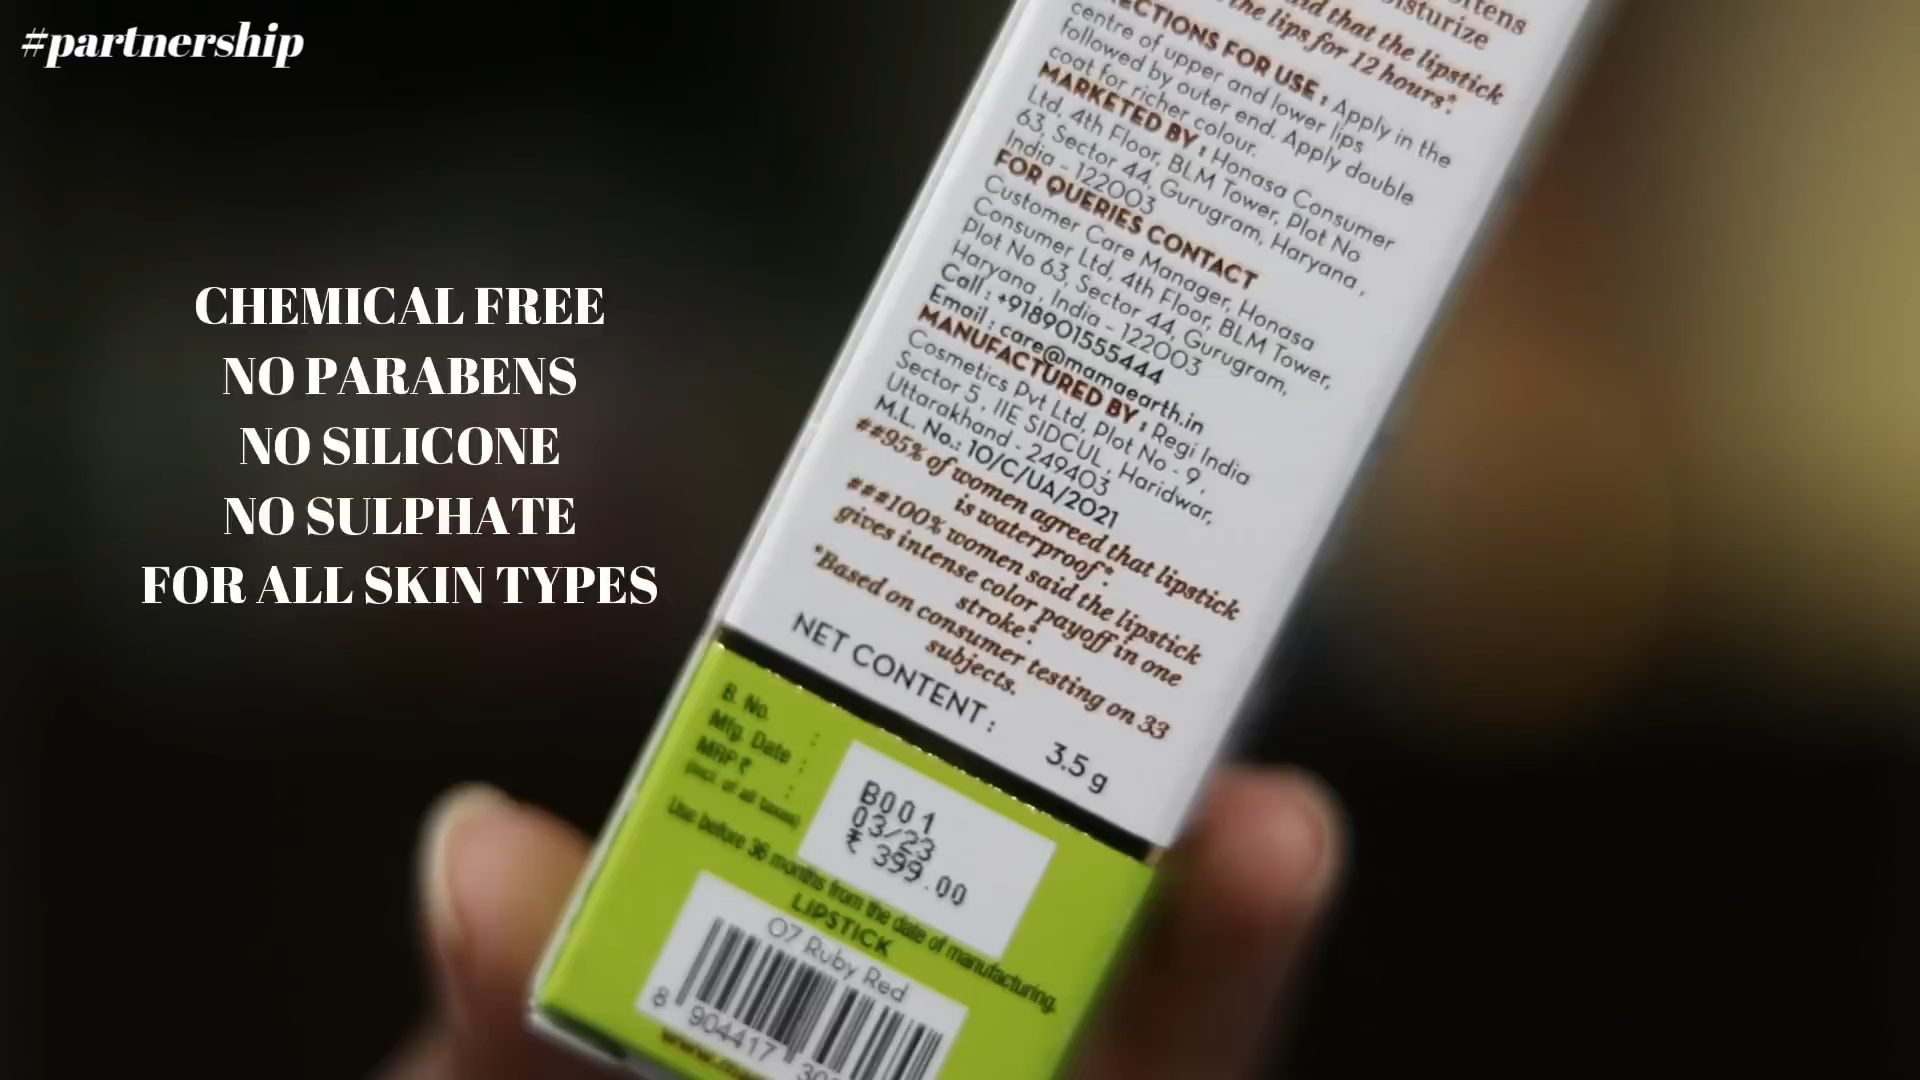 #partnership
CHEMICAL FREE
NO PARABENS
NO SILICONE
NO SULPHATE
FOR ALL SKIN TYPES
isturize
id that the lipstick
the lips for 12 hours*.
ECTIONS FOR USE : Apply in the
centre of upper and lower lips
followed by outer end. Apply double
coat for richer colour.
MARKETED BY : Honasa Consumer
Ltd, 4th Floor, BLM Tower, Plot No
63, Sector 44, Gurugram, Haryana ,
India - 122003
FOR QUERIES CONTACT
Customer Care Manager, Honasa
Consumer Ltd, 4th Floor, BLM Tower,
Plot No 63, Sector 44, Gurugram,
Haryana , India - 122003
Call : +918901555444
Email : care@mamaearth.in
MANUFACTURED BY : Regi India
Cosmetics Pvt Ltd, Plot No - 9,
Sector 5, IIE SIDCUL, Haridwar,
Uttarakhand - 249403
M.L. No.: 10/C/UA/2021
##95% of women agreed that lipstick
is waterproof*.
###100% women said the lipstick
gives intense color payoff in one
stroke*.
*Based on consumer testing on 33
subjects.
NET CONTENT : 3.5 g
B. No. : B001
Mfg. Date : 03/23
MRP ₹ : ₹ 399.00
(Incl. of all taxes)
Use before 36 months from the date of manufacturing.
LIPSTICK
07 Ruby Red
8 904417 30